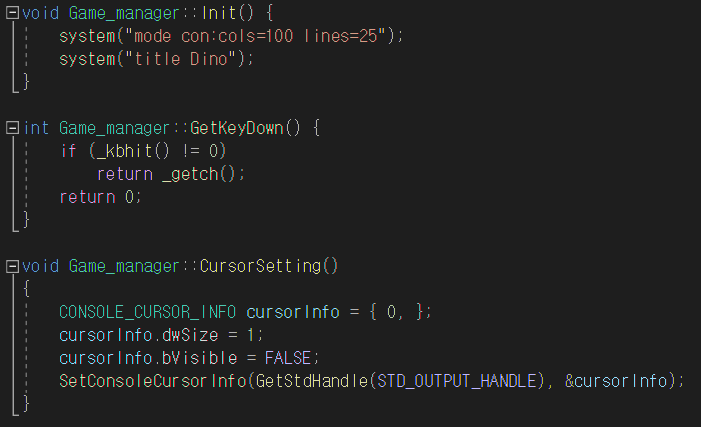 void Game_manager::Init() {
system("mode con:cols=100 lines=25");
system("title Dino");
}
int Game_manager::GetKeyDown() {
if (_kbhit() != 0)
return _getch();
return 0;
}
void Game_manager::CursorSetting()
{
CONSOLE_CURSOR_INFO cursorInfo = { 0, };
cursorInfo.dwSize = 1;
cursorInfo.bVisible = FALSE;
SetConsoleCursorInfo(GetStdHandle(STD_OUTPUT_HANDLE), &cursorInfo);
}